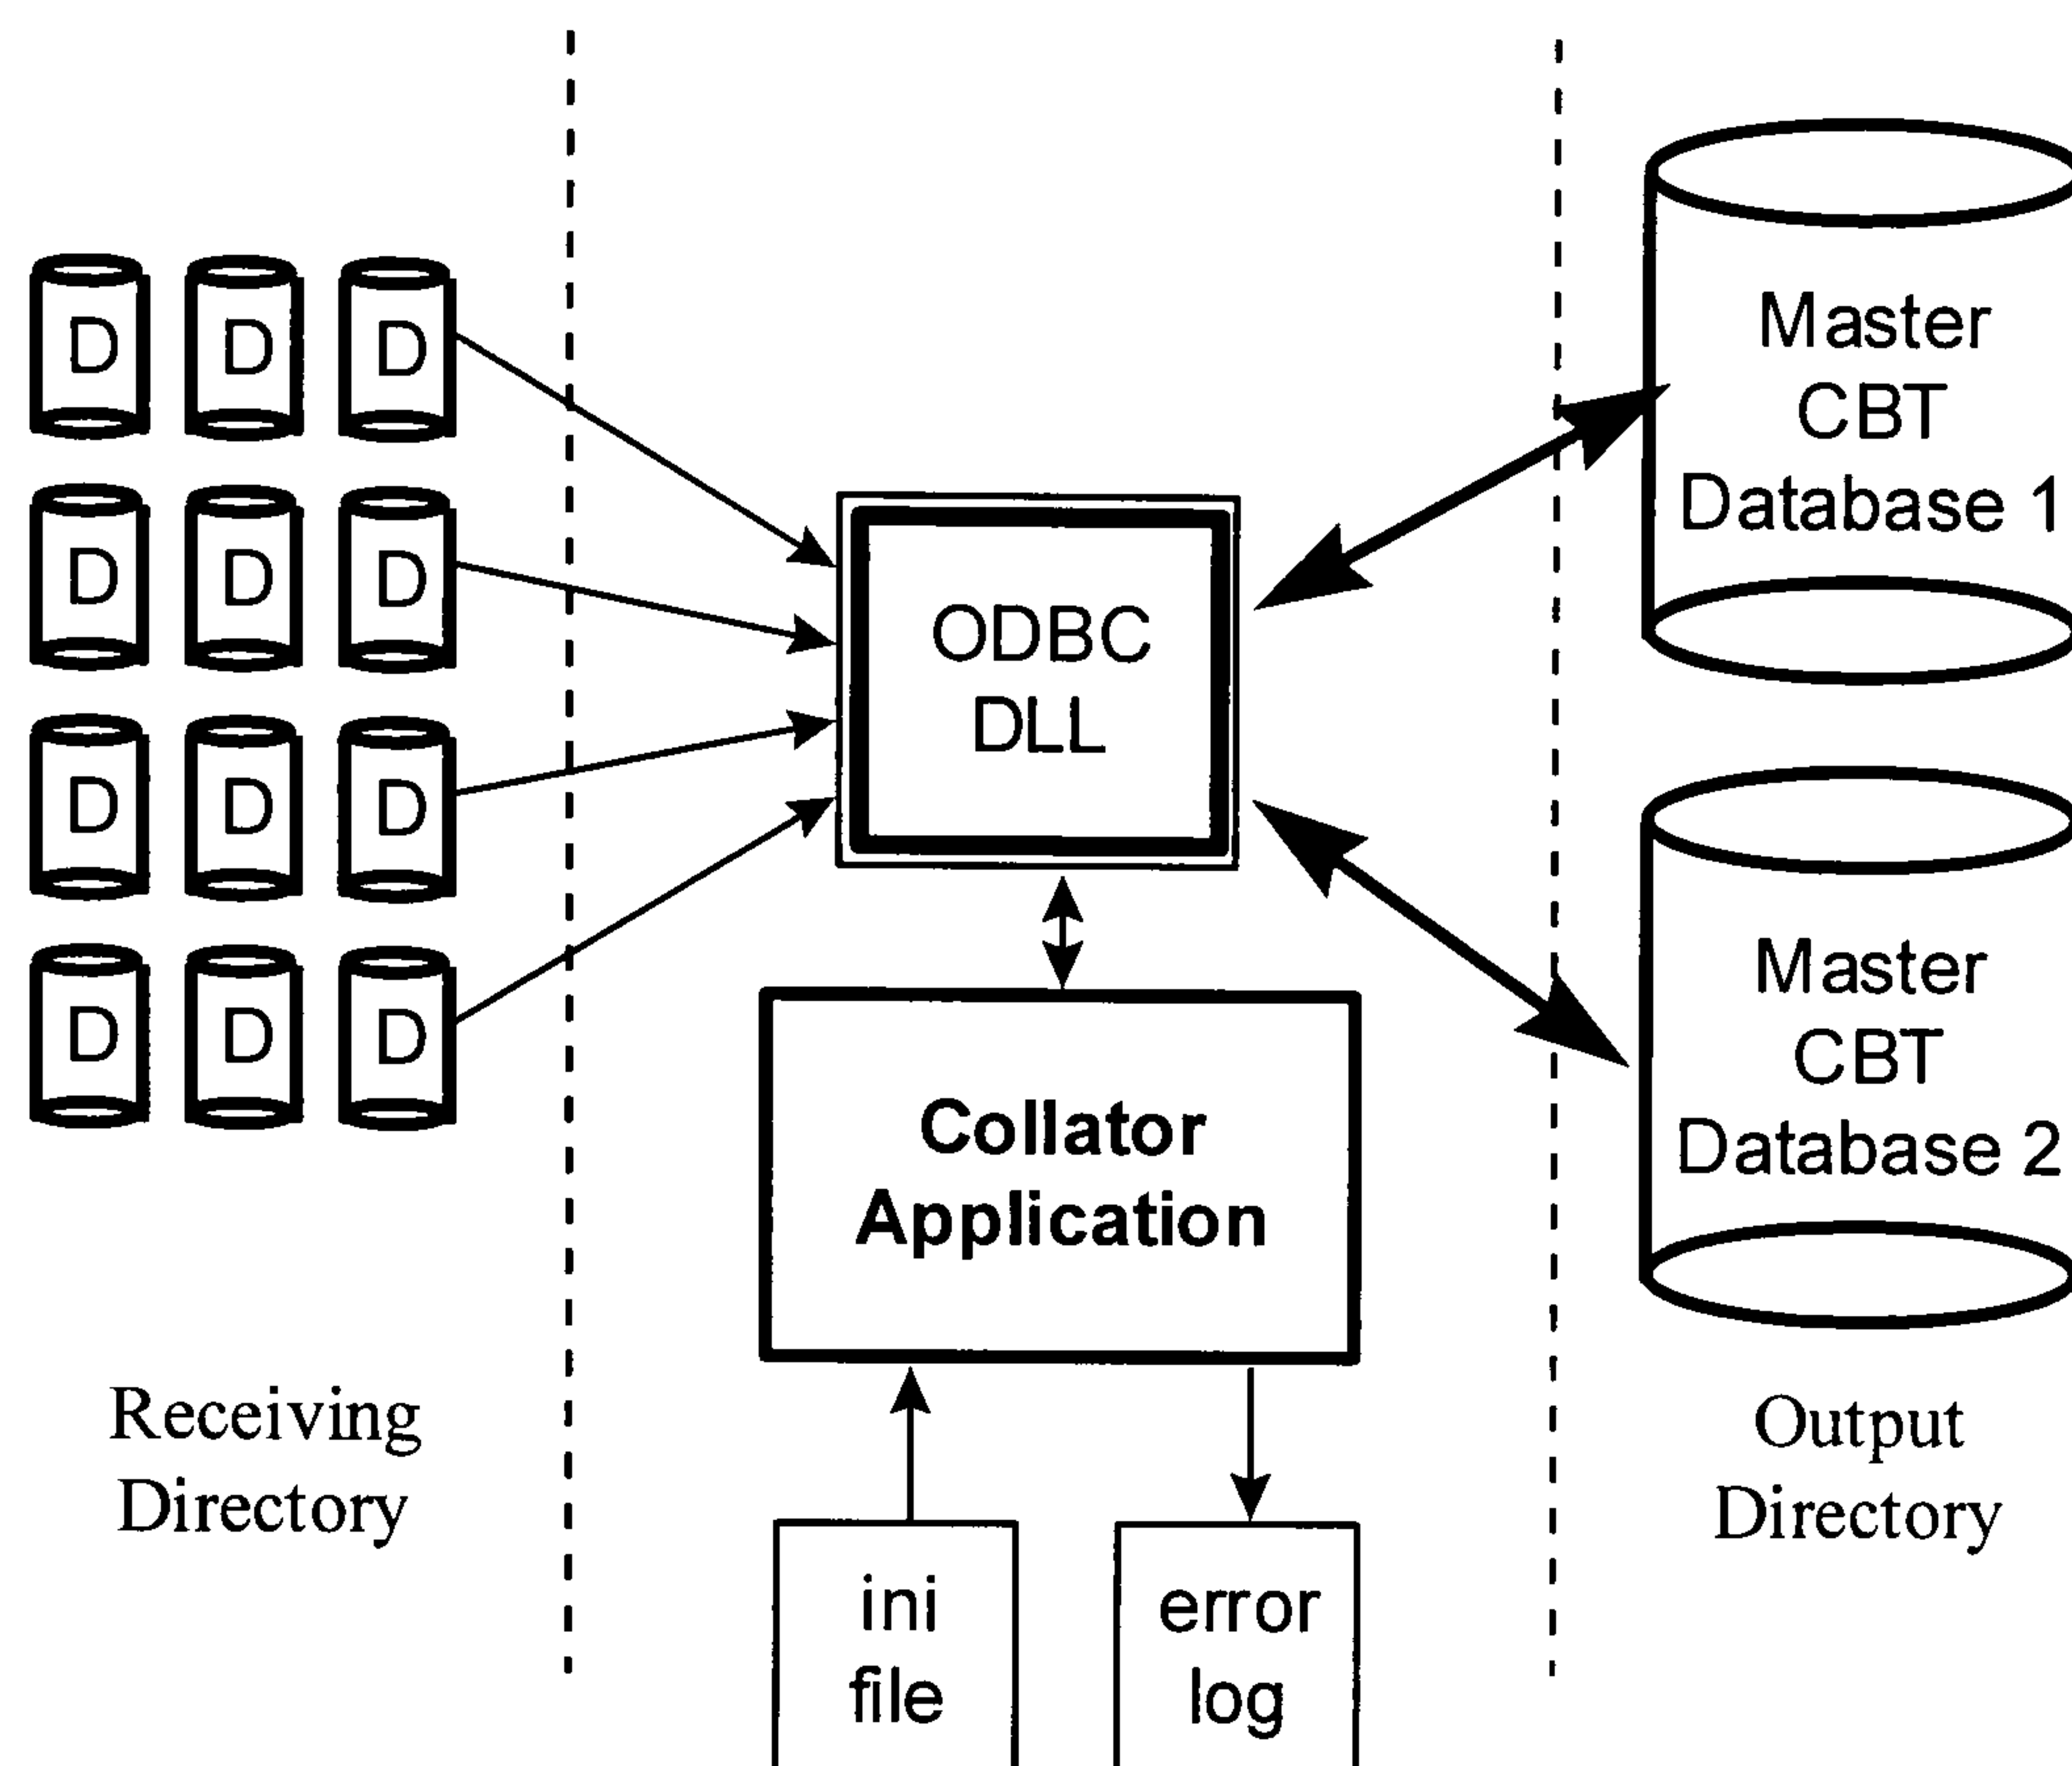 D D D
D D D
D D D
D D D
Receiving
Directory
ODBC
DLL
Collator
Application
ini
file
error
log
Master
CBT
Database 1
Master
CBT
Database 2
Output
Directory